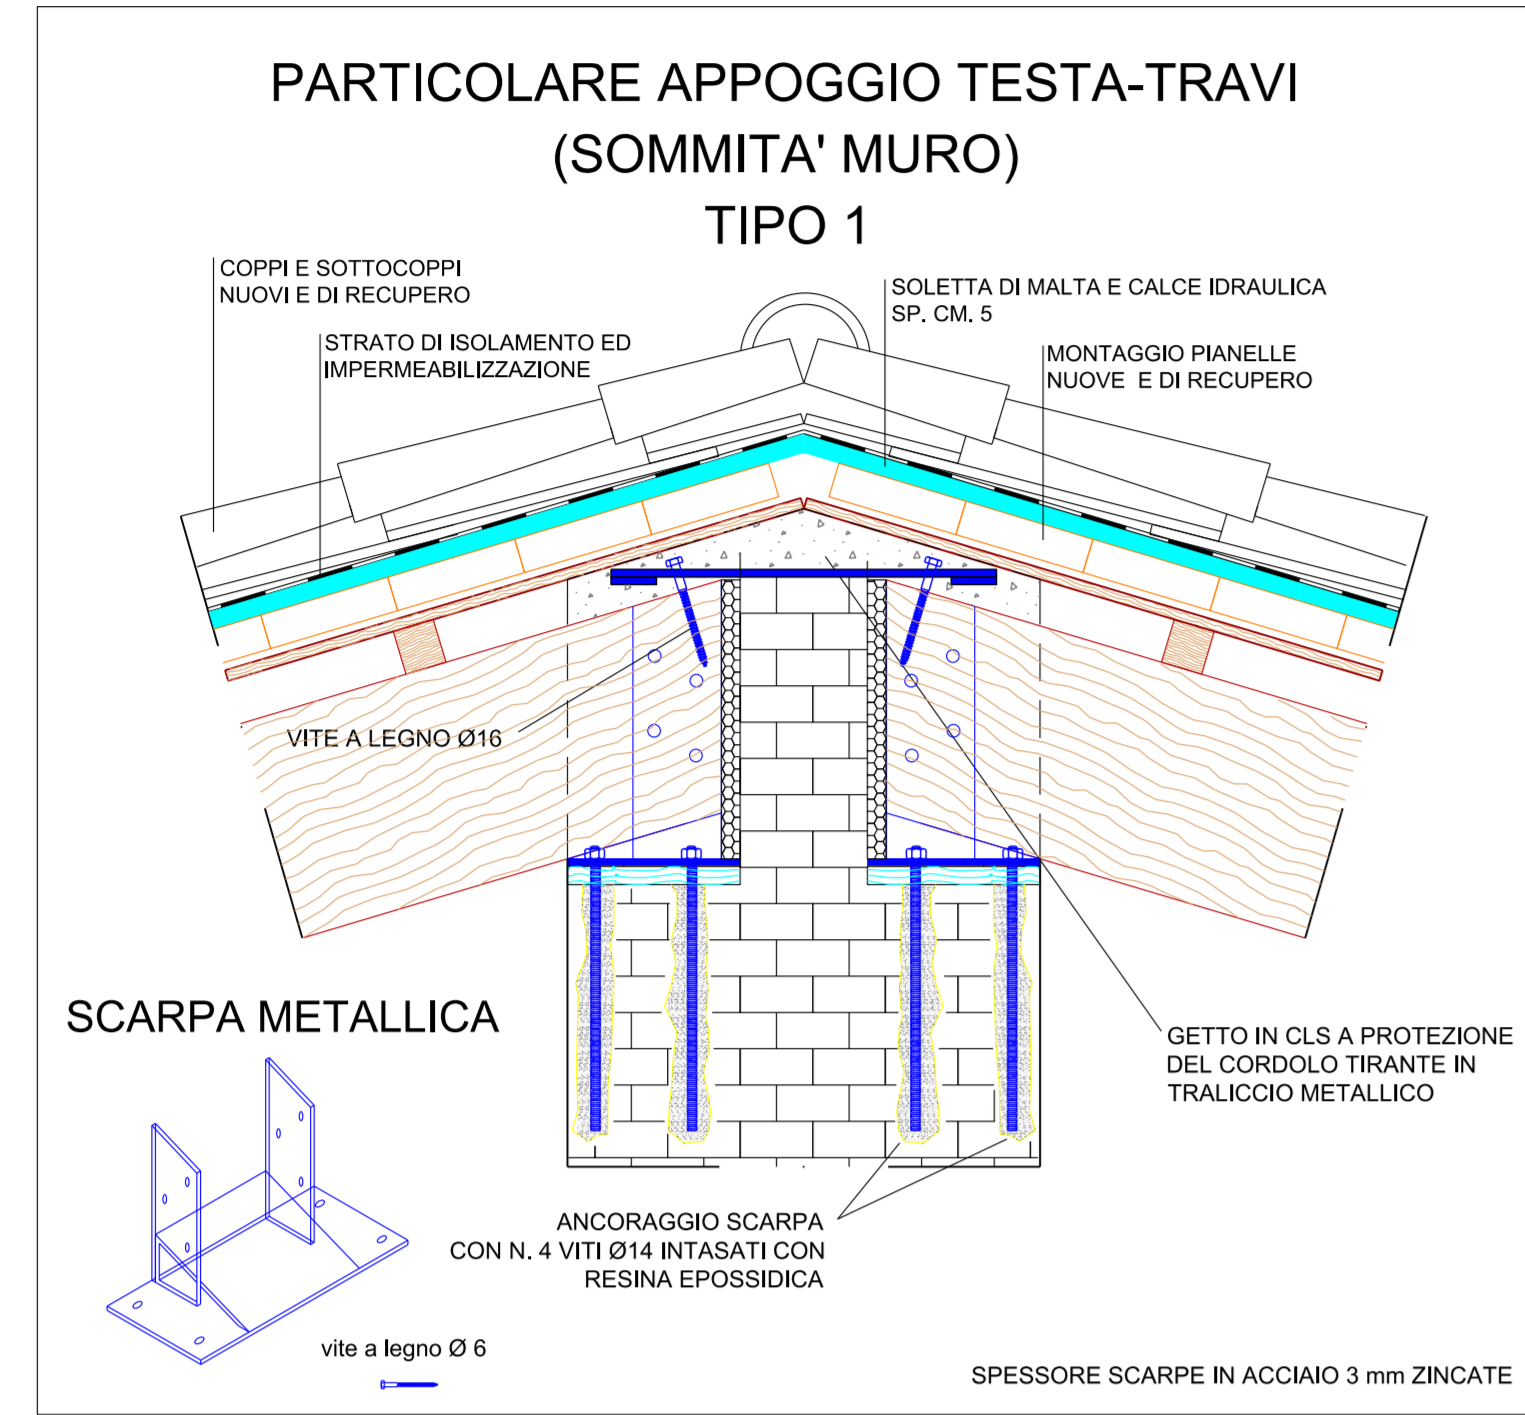 PARTICOLARE APPOGGIO TESTA-TRAVI
(SOMMITA' MURO)
TIPO 1
COPPI E SOTTOCOPPI
NUOVI E DI RECUPERO
STRATO DI ISOLAMENTO ED
IMPERMEABILIZZAZIONE
SOLETTA DI MALTA E CALCE IDRAULICA
SP. CM. 5
MONTAGGIO PIANELLE
NUOVE E DI RECUPERO
VITE A LEGNO Ø16
SCARPA METALLICA
GETTO IN CLS A PROTEZIONE
DEL CORDOLO TIRANTE IN
TRALICCIO METALLICO
ANCORAGGIO SCARPA
CON N. 4 VITI Ø14 INTASATI CON
RESINA EPOSSIDICA
vite a legno Ø 6
SPESSORE SCARPE IN ACCIAIO 3 mm ZINCATE